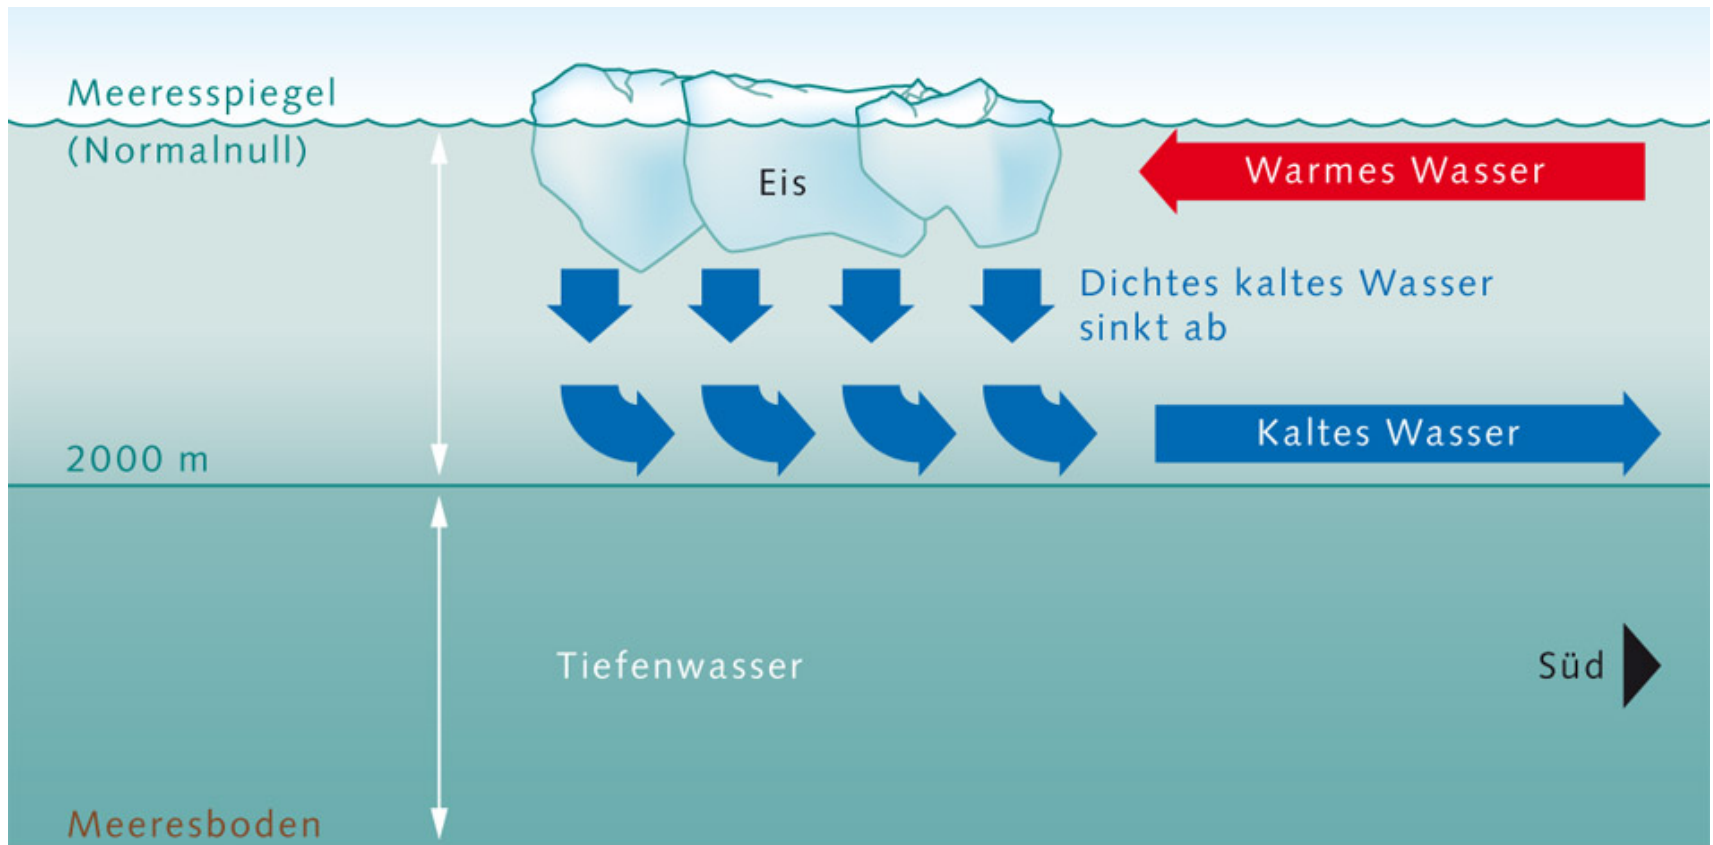 Meeresspiegel
(Normalnull)
Eis
Warmes Wasser
Dichtes kaltes Wasser
sinkt ab
Kaltes Wasser
2000 m
Tiefenwasser
Süd
Meeresboden